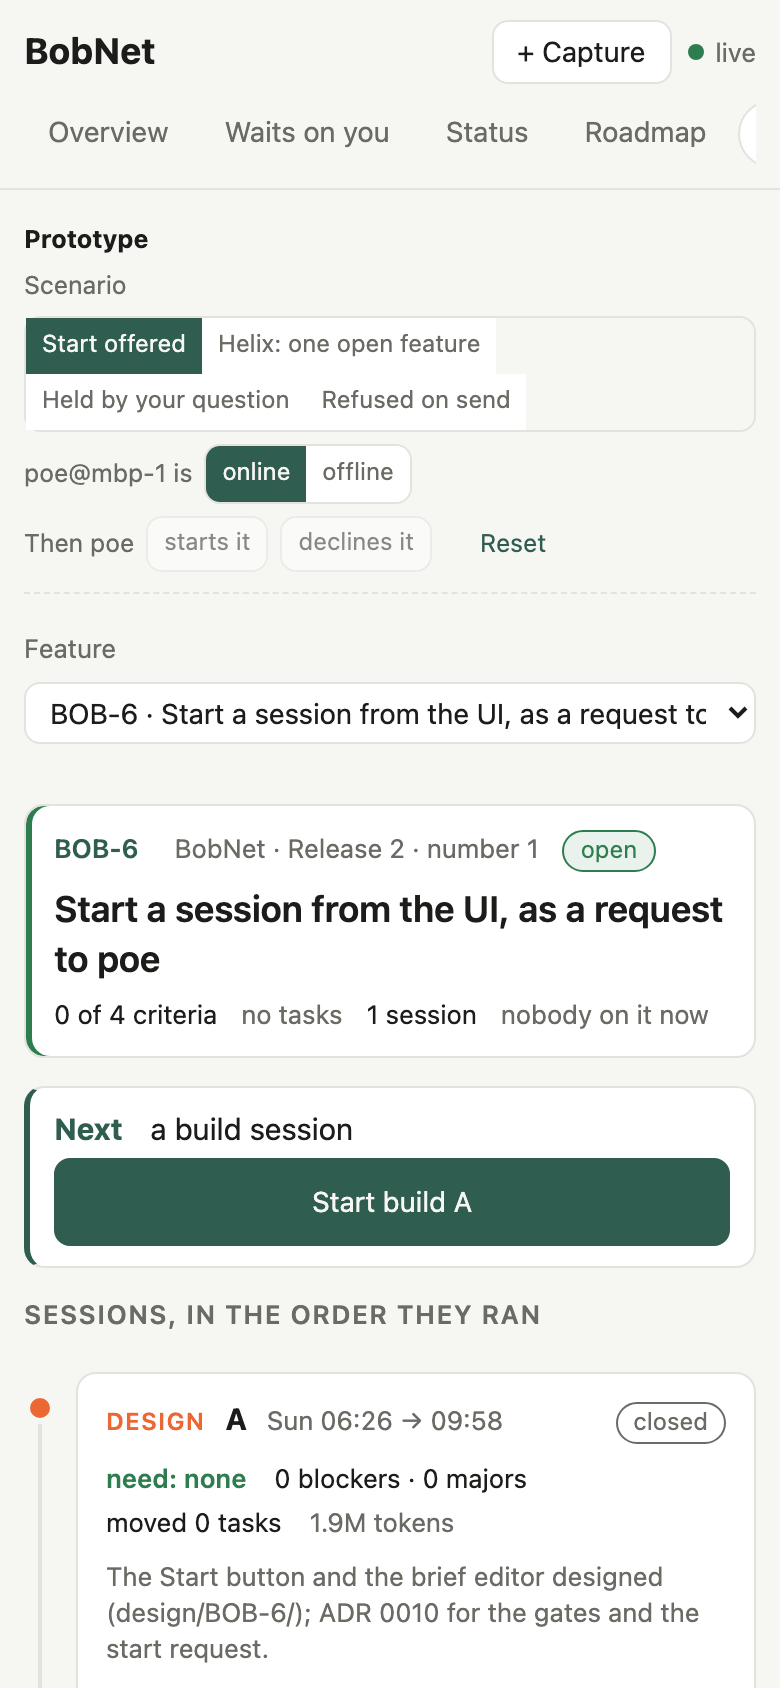 BobNet
+ Capture
live
Overview
Waits on you
Status
Roadmap
Prototype
Scenario
Start offered
Helix: one open feature
Held by your question
Refused on send
poe@mbp-1 is
online
offline
Then poe
starts it
declines it
Reset
Feature
BOB-6 · Start a session from the UI, as a request to
BOB-6 BobNet · Release 2 · number 1 open
Start a session from the UI, as a request
to poe
0 of 4 criteria no tasks 1 session nobody on it now
Next a build session
Start build A
SESSIONS, IN THE ORDER THEY RAN
DESIGN A Sun 06:26 → 09:58 closed
need: none 0 blockers · 0 majors
moved 0 tasks 1.9M tokens
The Start button and the brief editor designed
(design/BOB-6/); ADR 0010 for the gates and the
start request.